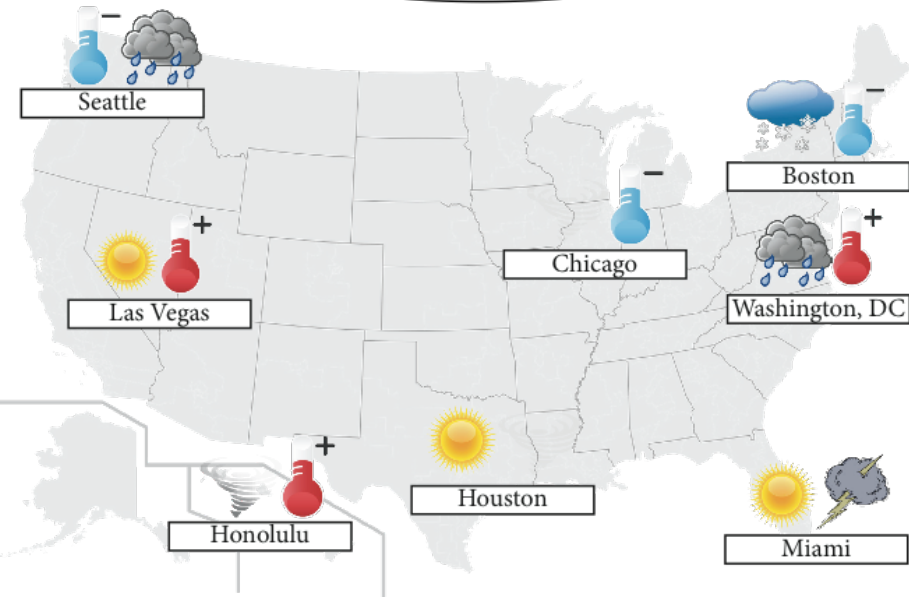 Seattle
Boston
Chicago
Las Vegas
Washington, DC
Houston
Honolulu
Miami